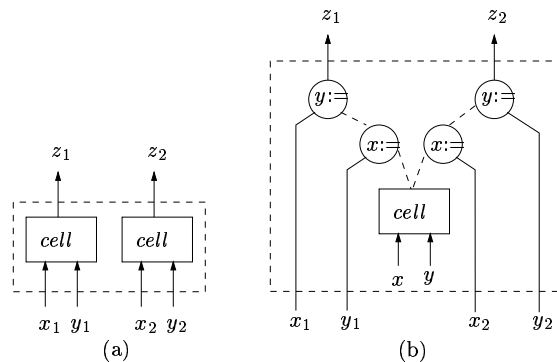 z1 z2
z1 z2
y:= y:=
x:= x:=
cell cell cell
x y
x1 y1 x2 y2
x1 y1 x2 y2
(a) (b)